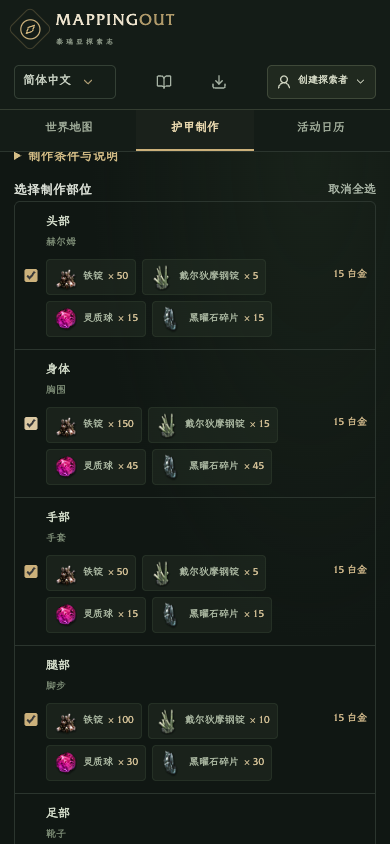 MAPPINGOUT
泰瑞亚探索志
简体中文
创建探索者
世界地图
护甲制作
活动日历
制作条件与说明
选择制作部位
取消全选
头部
赫尔姆
铁锭 × 50
戴尔狄摩钢锭 × 5
15 白金
灵质球 × 15
黑曜石碎片 × 15
身体
胸围
铁锭 × 150
戴尔狄摩钢锭 × 15
15 白金
灵质球 × 45
黑曜石碎片 × 45
手部
手套
铁锭 × 50
戴尔狄摩钢锭 × 5
15 白金
灵质球 × 15
黑曜石碎片 × 15
腿部
脚步
铁锭 × 100
戴尔狄摩钢锭 × 10
15 白金
灵质球 × 30
黑曜石碎片 × 30
足部
靴子